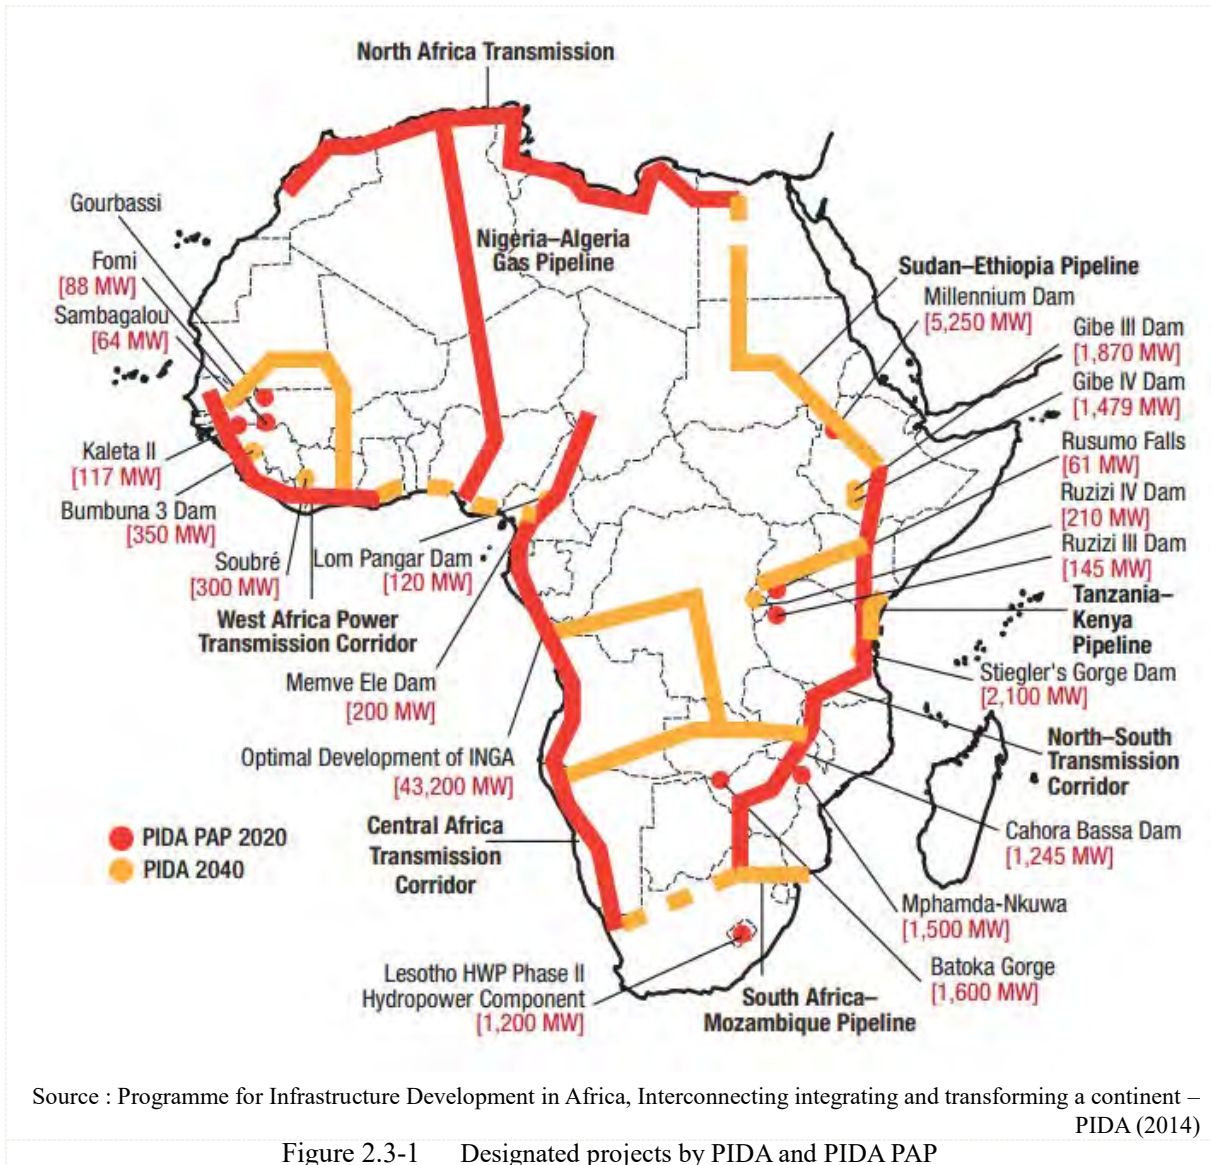 North Africa Transmission
Gourbassi
Fomi
[88 MW]
Sambagalou
[64 MW]
Nigeria–Algeria
Gas Pipeline
Sudan–Ethiopia Pipeline
Millennium Dam
[5,250 MW]
Gibe III Dam
[1,870 MW]
Gibe IV Dam
[1,479 MW]
Rusumo Falls
[61 MW]
Ruzizi IV Dam
[210 MW]
Ruzizi III Dam
[145 MW]
Tanzania–
Kenya
Pipeline
Stiegler's Gorge Dam
[2,100 MW]
North–South
Transmission
Corridor
Cahora Bassa Dam
[1,245 MW]
Mphamda-Nkuwa
[1,500 MW]
Batoka Gorge
[1,600 MW]
South Africa–
Mozambique Pipeline
Kaleta II
[117 MW]
Bumbuna 3 Dam
[350 MW]
Soubré
[300 MW]
Lom Pangar Dam
[120 MW]
West Africa Power
Transmission Corridor
Memve Ele Dam
[200 MW]
Optimal Development of INGA
[43,200 MW]
Central Africa
Transmission
Corridor
PIDA PAP 2020
PIDA 2040
Lesotho HWP Phase II
Hydropower Component
[1,200 MW]
Source : Programme for Infrastructure Development in Africa, Interconnecting integrating and transforming a continent –
PIDA (2014)
Figure 2.3-1 Designated projects by PIDA and PIDA PAP